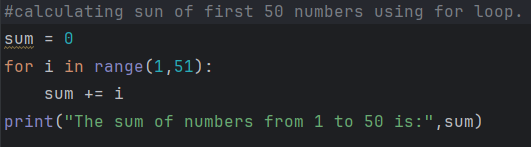 #calculating sun of first 50 numbers using for loop.
sum = 0
for i in range(1,51):
    sum += i
print("The sum of numbers from 1 to 50 is:",sum)